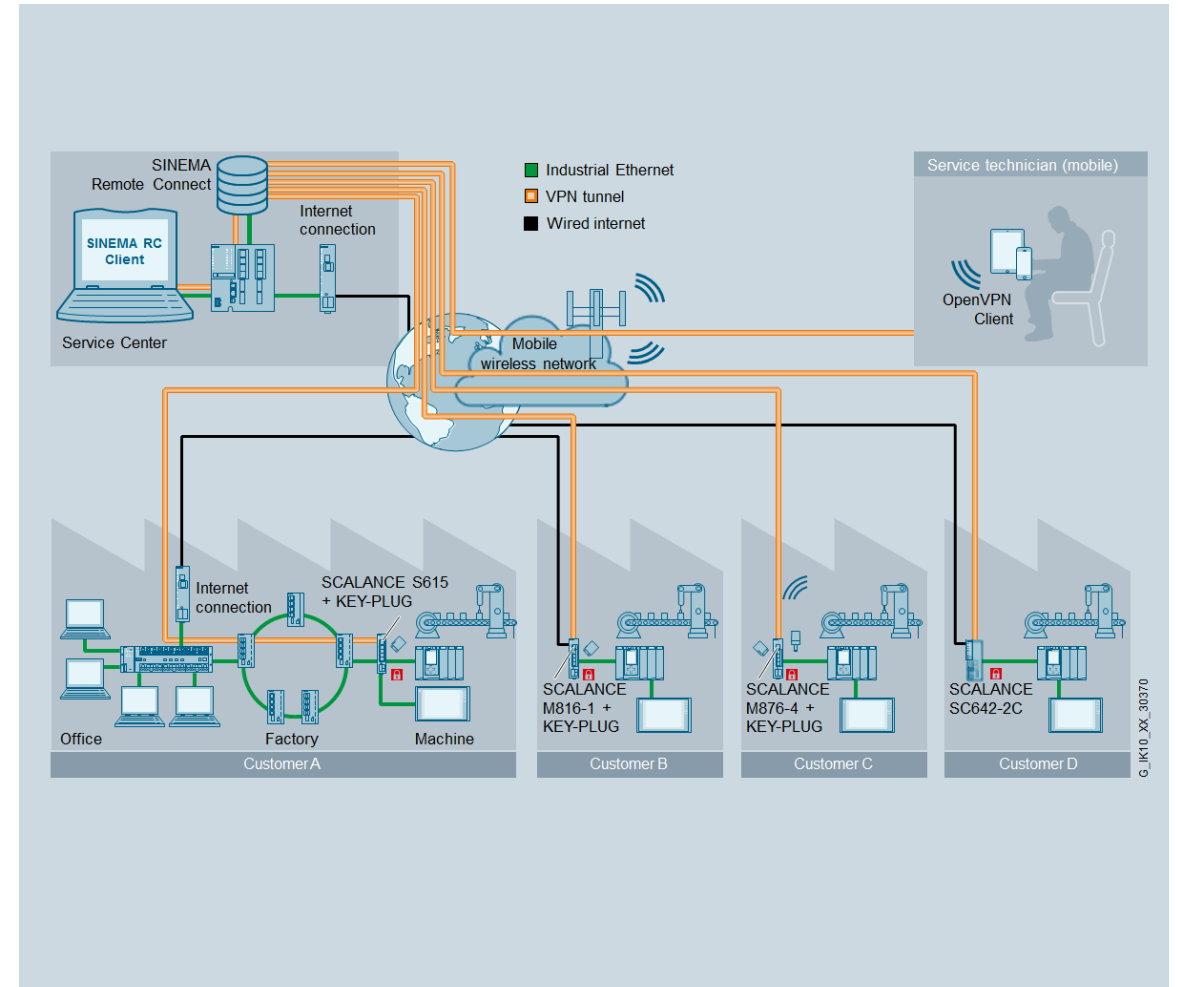 SINEMA
Remote Connect
Internet
connection
SINEMA RC
Client
Service Center
Industrial Ethernet
VPN tunnel
Wired internet
Mobile
wireless network
Service technician (mobile)
OpenVPN
Client
Internet
connection
SCALANCE S615
+ KEY-PLUG
Office
Factory
Machine
Customer A
SCALANCE
M816-1 +
KEY-PLUG
Customer B
SCALANCE
M876-4 +
KEY-PLUG
Customer C
SCALANCE
SC642-2C
Customer D
G_IK10_XX_30370